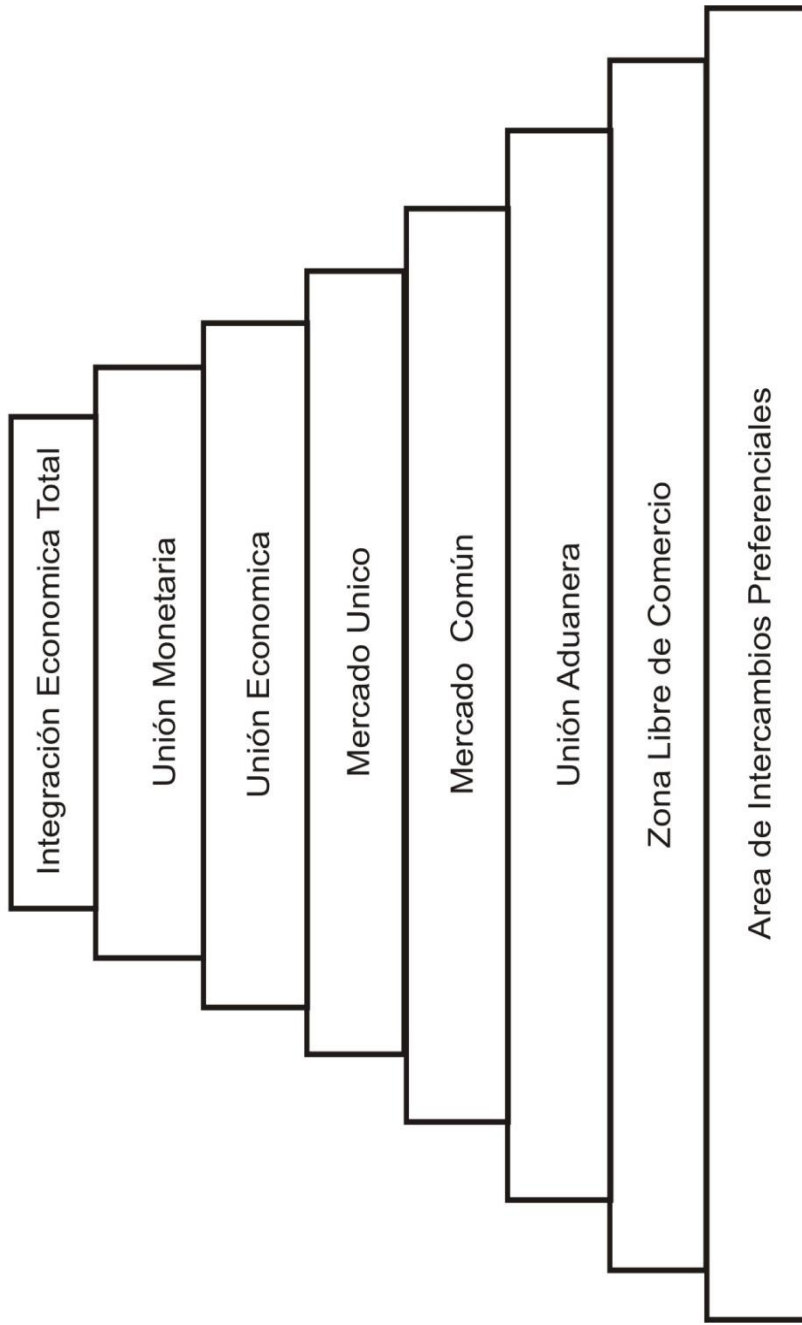 Integración Economica Total
Unión Monetaria
Unión Economica
Mercado Unico
Mercado Común
Unión Aduanera
Zona Libre de Comercio
Area de Intercambios Preferenciales